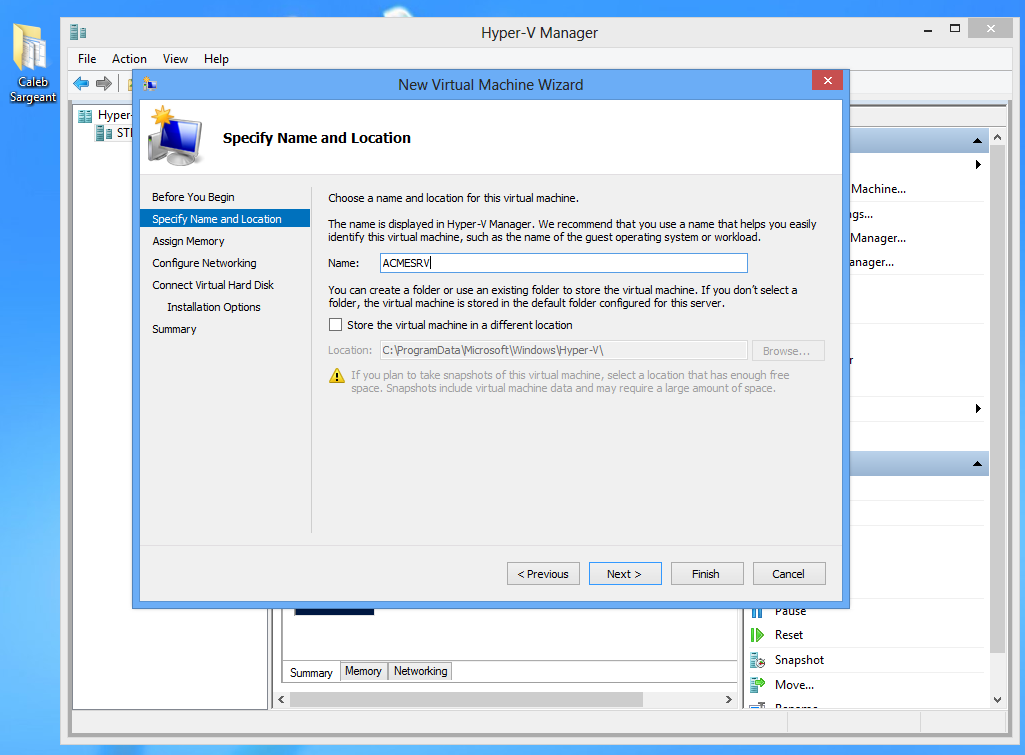 Caleb
Sargeant
Hyper-V Manager
File Action View Help
New Virtual Machine Wizard
Specify Name and Location
Before You Begin
Specify Name and Location
Assign Memory
Configure Networking
Connect Virtual Hard Disk
Installation Options
Summary
Choose a name and location for this virtual machine.
The name is displayed in Hyper-V Manager. We recommend that you use a name that helps you easily
identify this virtual machine, such as the name of the guest operating system or workload.
Name: ACMESRV
You can create a folder or use an existing folder to store the virtual machine. If you don't select a
folder, the virtual machine is stored in the default folder configured for this server.
Store the virtual machine in a different location
Location: C:\ProgramData\Microsoft\Windows\Hyper-V\ Browse...
If you plan to take snapshots of this virtual machine, select a location that has enough free
space. Snapshots include virtual machine data and may require a large amount of space.
< Previous Next > Finish Cancel
Hyper-
Machine...
Manager...
Summary Memory Networking
Pause
Reset
Snapshot
Move...